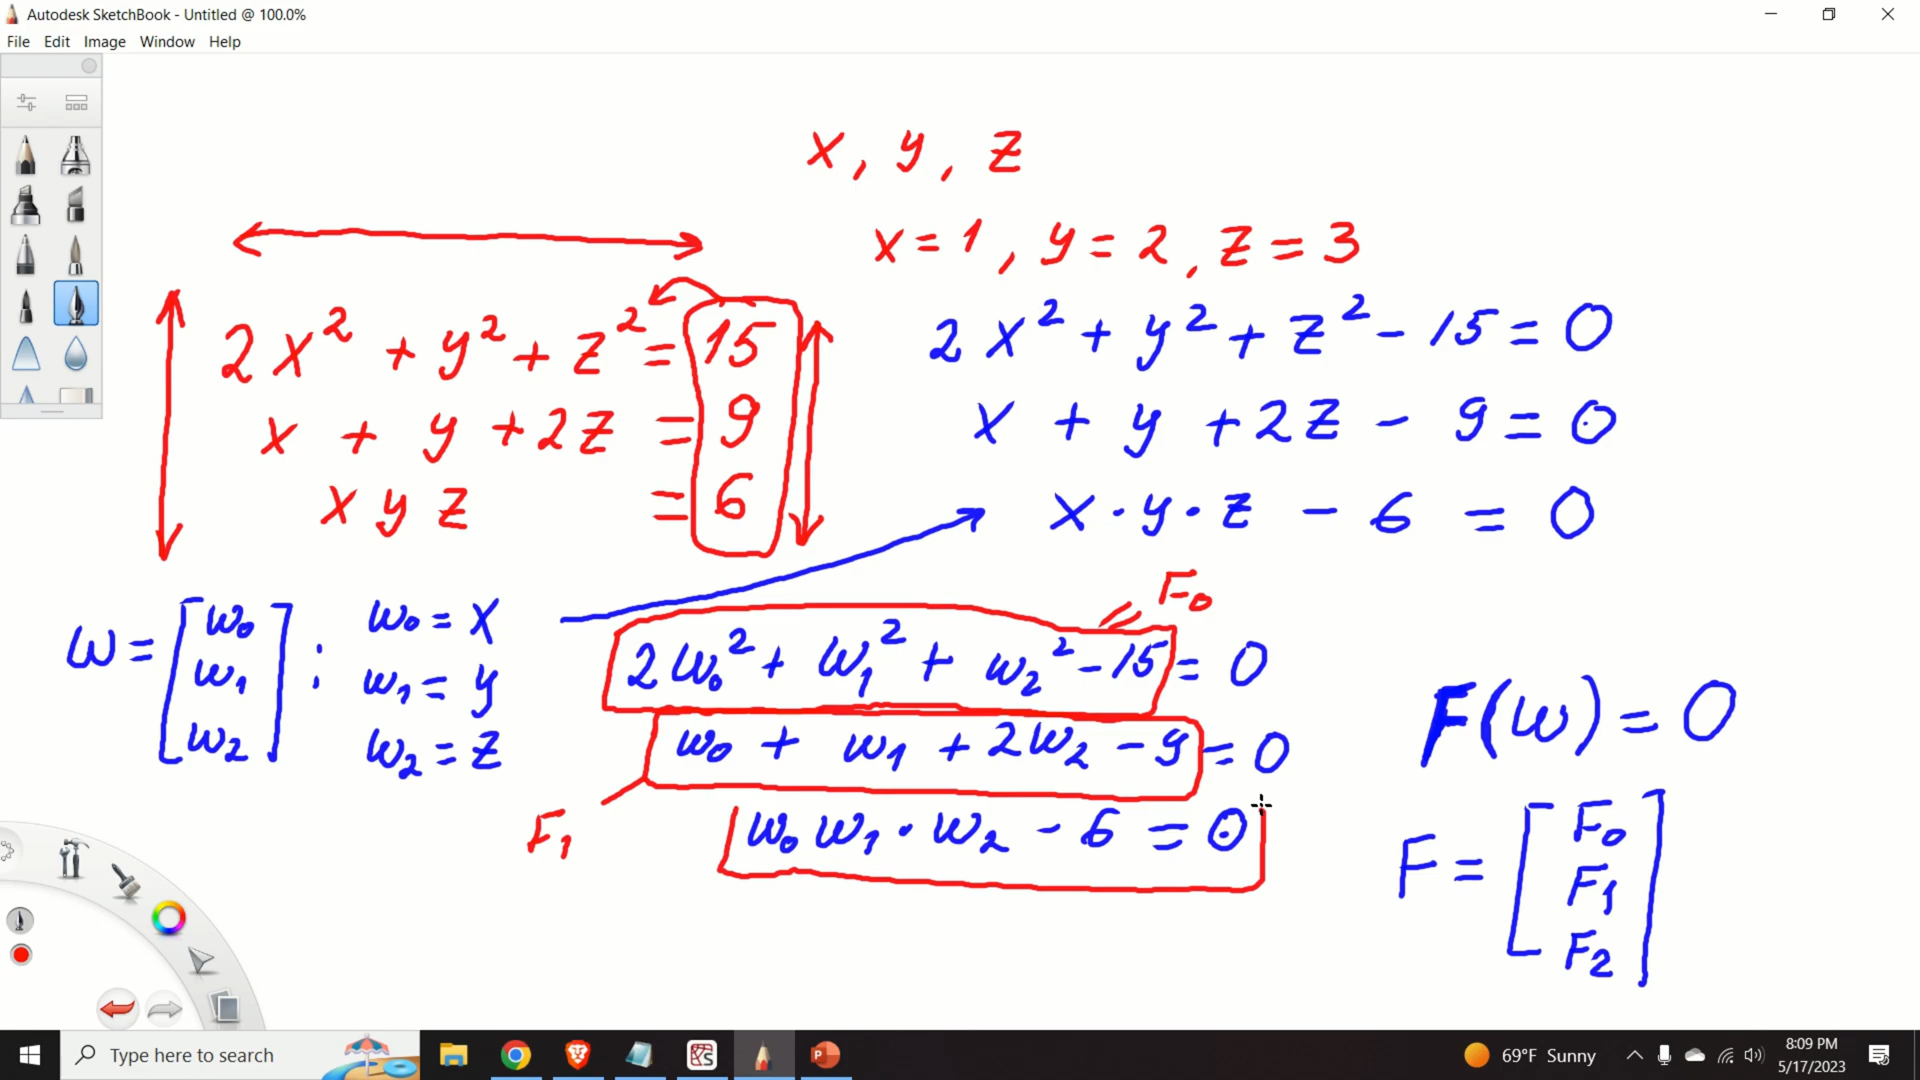 Autodesk SketchBook - Untitled @ 100.0%
File Edit Image Window Help
x, y, z
x = 1, y = 2, z = 3
2x² + y² + z² = 15
x + y + 2z = 9
x y z = 6
2x² + y² + z² - 15 = 0
x + y + 2z - 9 = 0
x · y · z - 6 = 0
w = [w₀ w₁ w₂] :
w₀ = x
w₁ = y
w₂ = z
F₀
2w₀² + w₁² + w₂² - 15 = 0
w₀ + w₁ + 2w₂ - 9 = 0
F₁
w₀ w₁ · w₂ - 6 = 0
F(w) = 0
F = [F₀ F₁ F₂]
Type here to search
69°F Sunny
8:09 PM
5/17/2023